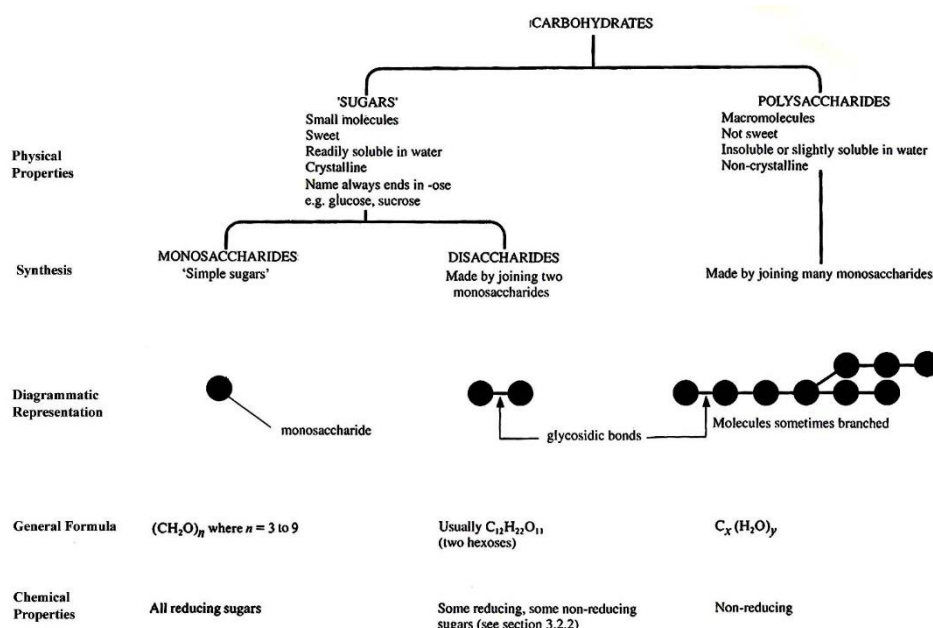 CARBOHYDRATES
'SUGARS'
Small molecules
Sweet
Readily soluble in water
Crystalline
Name always ends in -ose
e.g. glucose, sucrose
POLYSACCHARIDES
Macromolecules
Not sweet
Insoluble or slightly soluble in water
Non-crystalline
Physical
Properties
Synthesis
MONOSACCHARIDES
'Simple sugars'
DISACCHARIDES
Made by joining two
monosaccharides
Made by joining many monosaccharides
Diagrammatic
Representation
monosaccharide
glycosidic bonds
Molecules sometimes branched
General Formula
(CH₂O)ₙ where n = 3 to 9
Usually C₁₂H₂₂O₁₁
(two hexoses)
Cₓ(H₂O)ᵧ
Chemical
Properties
All reducing sugars
Some reducing, some non-reducing
sugars (see section 3.2.2)
Non-reducing